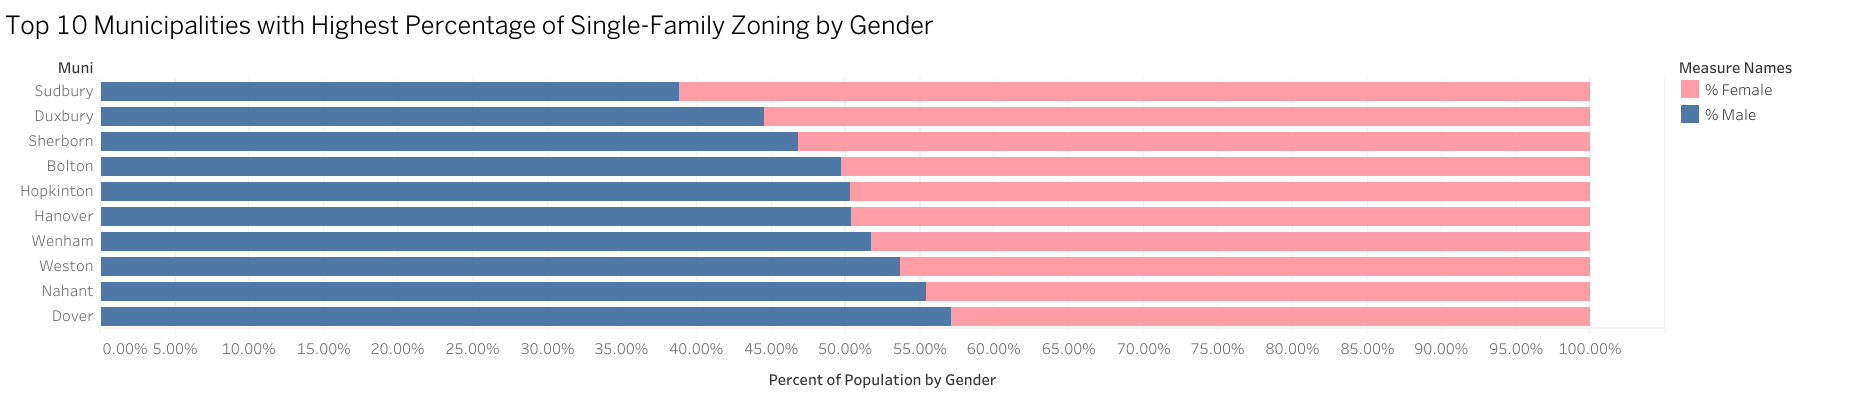 Top 10 Municipalities with Highest Percentage of Single-Family Zoning by Gender
Muni
Sudbury
Duxbury
Sherborn
Bolton
Hopkinton
Hanover
Wenham
Weston
Nahant
Dover
0.00% 5.00% 10.00% 15.00% 20.00% 25.00% 30.00% 35.00% 40.00% 45.00% 50.00% 55.00% 60.00% 65.00% 70.00% 75.00% 80.00% 85.00% 90.00% 95.00% 100.00%
Percent of Population by Gender
Measure Names
% Female
% Male